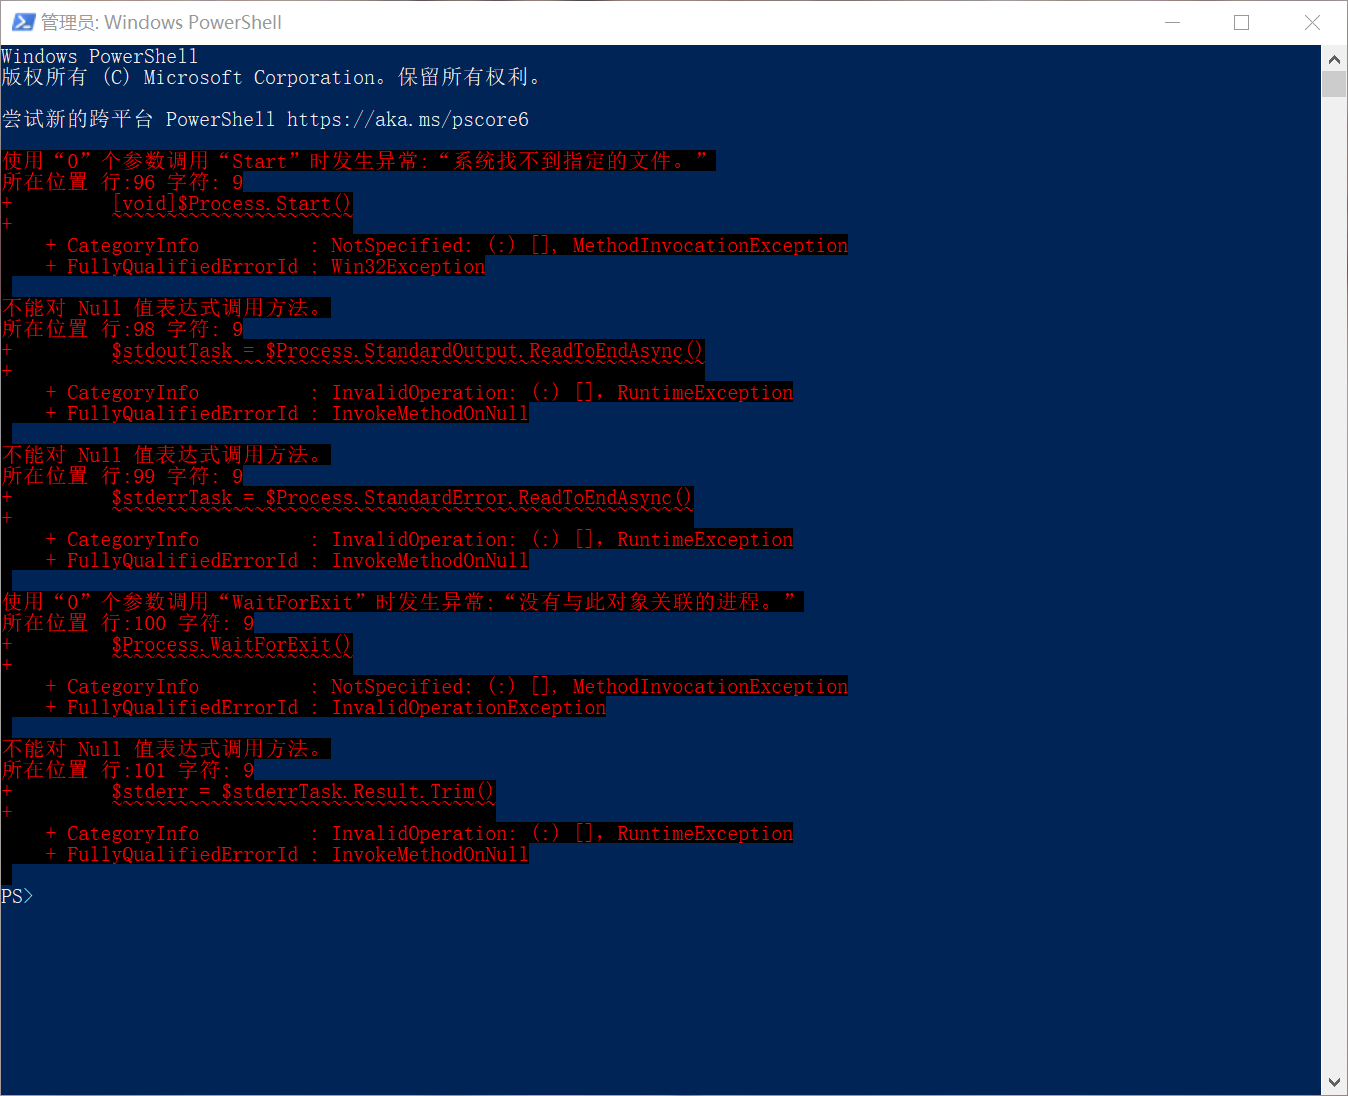 管理员: Windows PowerShell
Windows PowerShell
版权所有 (C) Microsoft Corporation。保留所有权利。
尝试新的跨平台 PowerShell https://aka.ms/pscore6
使用“0”个参数调用“Start”时发生异常:“系统找不到指定的文件。”
所在位置 行:96 字符: 9
+         [void]$Process.Start()
+         ~~~~~~~~~~~~~~~~~~~~~~
    + CategoryInfo          : NotSpecified: (:) [], MethodInvocationException
    + FullyQualifiedErrorId : Win32Exception
不能对 Null 值表达式调用方法。
所在位置 行:98 字符: 9
+         $stdoutTask = $Process.StandardOutput.ReadToEndAsync()
+         ~~~~~~~~~~~~~~~~~~~~~~~~~~~~~~~~~~~~~~~~~~~~~~~~~~~~~~
    + CategoryInfo          : InvalidOperation: (:) [], RuntimeException
    + FullyQualifiedErrorId : InvokeMethodOnNull
不能对 Null 值表达式调用方法。
所在位置 行:99 字符: 9
+         $stderrTask = $Process.StandardError.ReadToEndAsync()
+         ~~~~~~~~~~~~~~~~~~~~~~~~~~~~~~~~~~~~~~~~~~~~~~~~~~~~~
    + CategoryInfo          : InvalidOperation: (:) [], RuntimeException
    + FullyQualifiedErrorId : InvokeMethodOnNull
使用“0”个参数调用“WaitForExit”时发生异常:“没有与此对象关联的进程。”
所在位置 行:100 字符: 9
+         $Process.WaitForExit()
+         ~~~~~~~~~~~~~~~~~~~~~~
    + CategoryInfo          : NotSpecified: (:) [], MethodInvocationException
    + FullyQualifiedErrorId : InvalidOperationException
不能对 Null 值表达式调用方法。
所在位置 行:101 字符: 9
+         $stderr = $stderrTask.Result.Trim()
+         ~~~~~~~~~~~~~~~~~~~~~~~~~~~~~~~~~~~
    + CategoryInfo          : InvalidOperation: (:) [], RuntimeException
    + FullyQualifiedErrorId : InvokeMethodOnNull
PS>